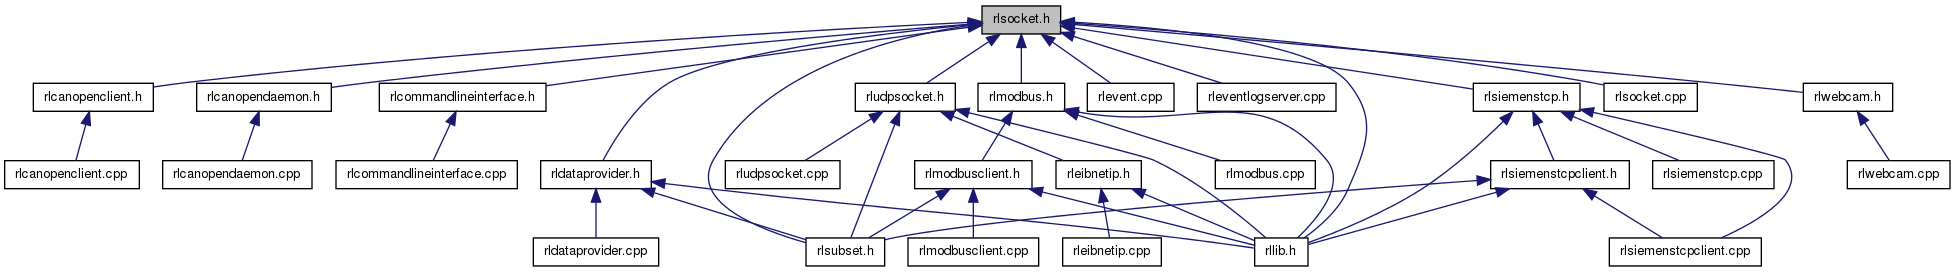 rlsocket.h
rlcanopenclient.h
rlcanopendaemon.h
rlcommandlineinterface.h
rludpsocket.h
rlmodbus.h
rlevent.cpp
rleventlogserver.cpp
rlsiemenstcp.h
rlsocket.cpp
rlwebcam.h
rlcanopenclient.cpp
rlcanopendaemon.cpp
rlcommandlineinterface.cpp
rldataprovider.h
rludpsocket.cpp
rlmodbusclient.h
rleibnetip.h
rlmodbus.cpp
rlsiemenstcpclient.h
rlsiemenstcp.cpp
rlwebcam.cpp
rldataprovider.cpp
rlsubset.h
rlmodbusclient.cpp
rleibnetip.cpp
rllib.h
rlsiemenstcpclient.cpp